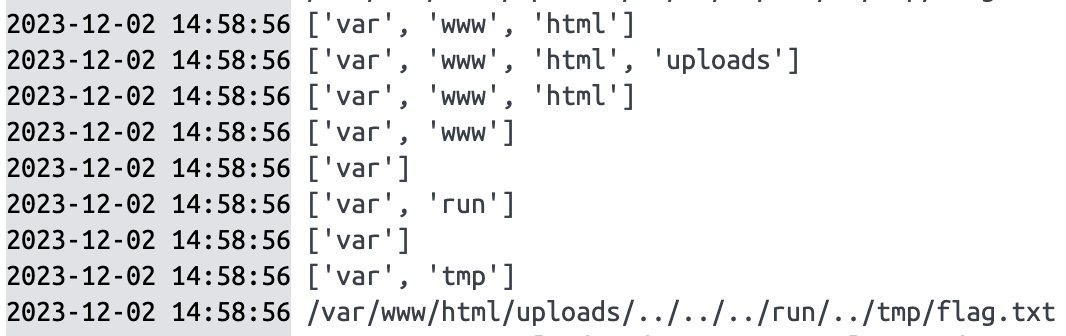 2023-12-02 14:58:56 ['var', 'www', 'html']
2023-12-02 14:58:56 ['var', 'www', 'html', 'uploads']
2023-12-02 14:58:56 ['var', 'www', 'html']
2023-12-02 14:58:56 ['var', 'www']
2023-12-02 14:58:56 ['var']
2023-12-02 14:58:56 ['var', 'run']
2023-12-02 14:58:56 ['var']
2023-12-02 14:58:56 ['var', 'tmp']
2023-12-02 14:58:56 /var/www/html/uploads/../../../run/../tmp/flag.txt